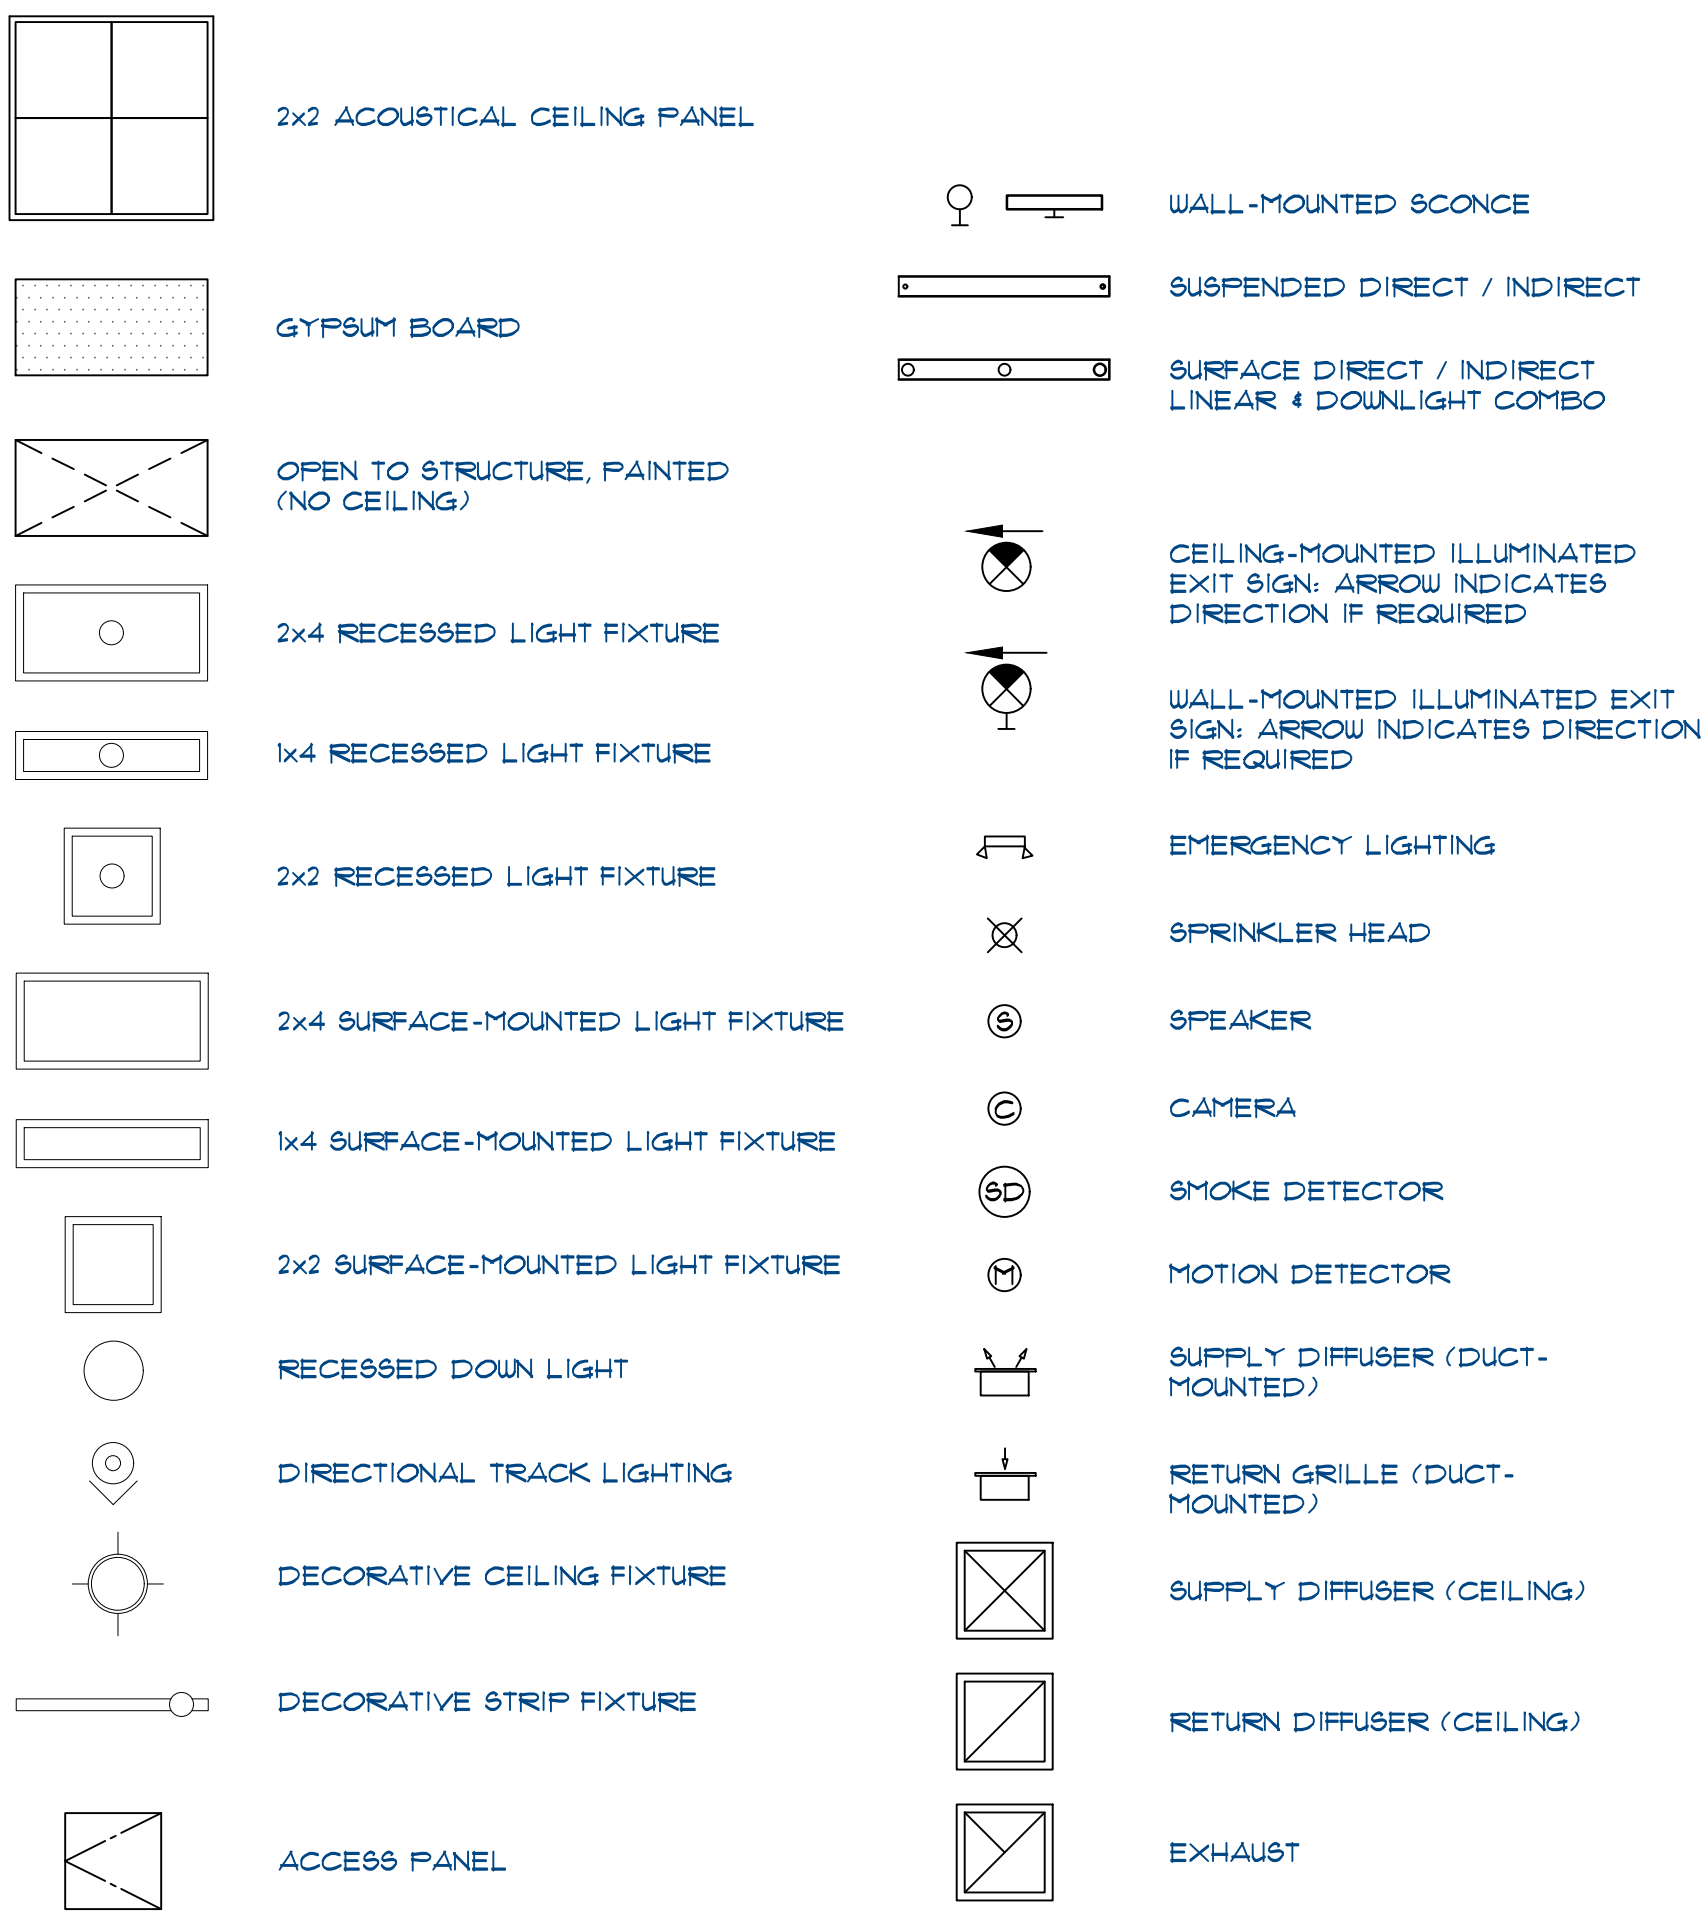 2x2 ACOUSTICAL CEILING PANEL
GYPSUM BOARD
OPEN TO STRUCTURE, PAINTED
(NO CEILING)
2x4 RECESSED LIGHT FIXTURE
1x4 RECESSED LIGHT FIXTURE
2x2 RECESSED LIGHT FIXTURE
2x4 SURFACE-MOUNTED LIGHT FIXTURE
1x4 SURFACE-MOUNTED LIGHT FIXTURE
2x2 SURFACE-MOUNTED LIGHT FIXTURE
RECESSED DOWN LIGHT
DIRECTIONAL TRACK LIGHTING
DECORATIVE CEILING FIXTURE
DECORATIVE STRIP FIXTURE
ACCESS PANEL
WALL-MOUNTED SCONCE
SUSPENDED DIRECT / INDIRECT
SURFACE DIRECT / INDIRECT
LINEAR & DOWNLIGHT COMBO
CEILING-MOUNTED ILLUMINATED
EXIT SIGN: ARROW INDICATES
DIRECTION IF REQUIRED
WALL-MOUNTED ILLUMINATED EXIT
SIGN: ARROW INDICATES DIRECTION
IF REQUIRED
EMERGENCY LIGHTING
SPRINKLER HEAD
S SPEAKER
C CAMERA
SD SMOKE DETECTOR
M MOTION DETECTOR
SUPPLY DIFFUSER (DUCT-
MOUNTED)
RETURN GRILLE (DUCT-
MOUNTED)
SUPPLY DIFFUSER (CEILING)
RETURN DIFFUSER (CEILING)
EXHAUST